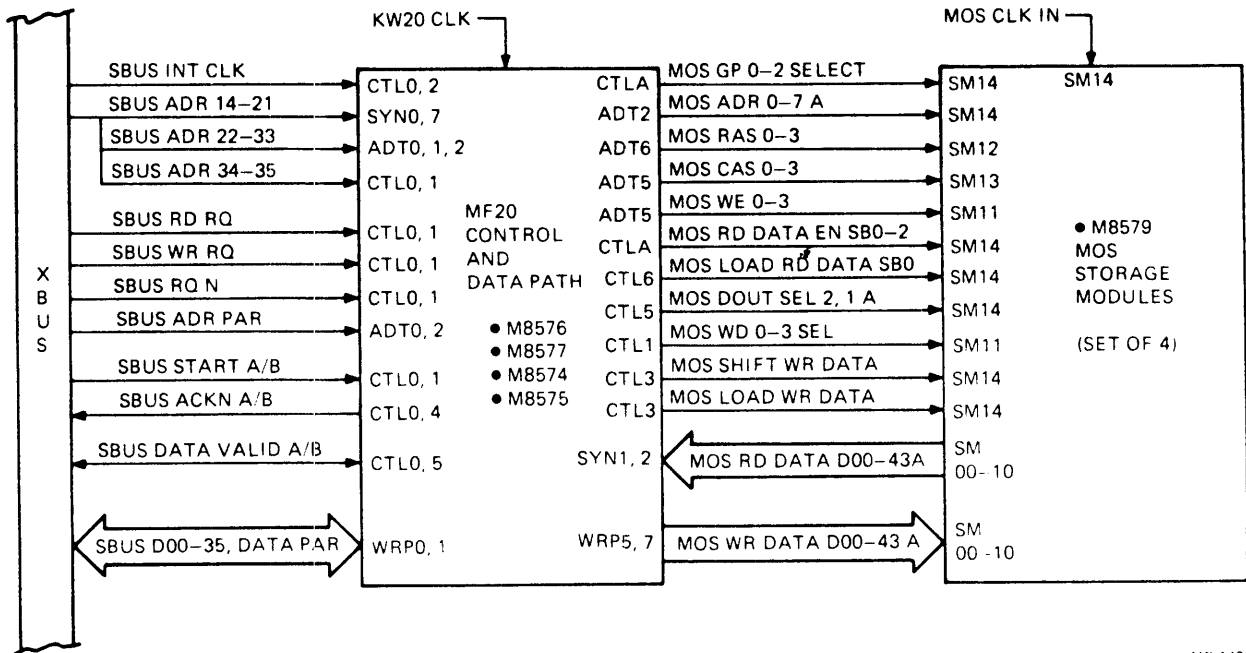 KW20 CLK
MOS CLK IN
X
B
U
S
SBUS INT CLK
SBUS ADR 14-21
SBUS ADR 22-33
SBUS ADR 34-35
SBUS RD RQ
SBUS WR RQ
SBUS RQ N
SBUS ADR PAR
SBUS START A/B
SBUS ACKN A/B
SBUS DATA VALID A/B
SBUS D00-35, DATA PAR
CTL0, 2
SYN0, 7
ADT0, 1, 2
CTL0, 1
CTL0, 1
CTL0, 1
CTL0, 1
ADT0, 2
CTL0, 1
CTL0, 4
CTL0, 5
WRP0, 1
MF20
CONTROL
AND
DATA PATH
• M8576
• M8577
• M8574
• M8575
CTLA
ADT2
ADT6
ADT5
ADT5
CTLA
CTL6
CTL5
CTL1
CTL3
CTL3
SYN1, 2
WRP5, 7
MOS GP 0-2 SELECT
MOS ADR 0-7 A
MOS RAS 0-3
MOS CAS 0-3
MOS WE 0-3
MOS RD DATA EN SB0-2
MOS LOAD RD DATA SB0
MOS DOUT SEL 2, 1 A
MOS WD 0-3 SEL
MOS SHIFT WR DATA
MOS LOAD WR DATA
MOS RD DATA D00-43A
MOS WR DATA D00-43 A
SM14
SM14
SM14
SM12
SM13
SM11
SM14
SM14
SM14
SM11
SM14
SM14
SM
00-10
SM
00-10
• M8579
MOS
STORAGE
MODULES
(SET OF 4)